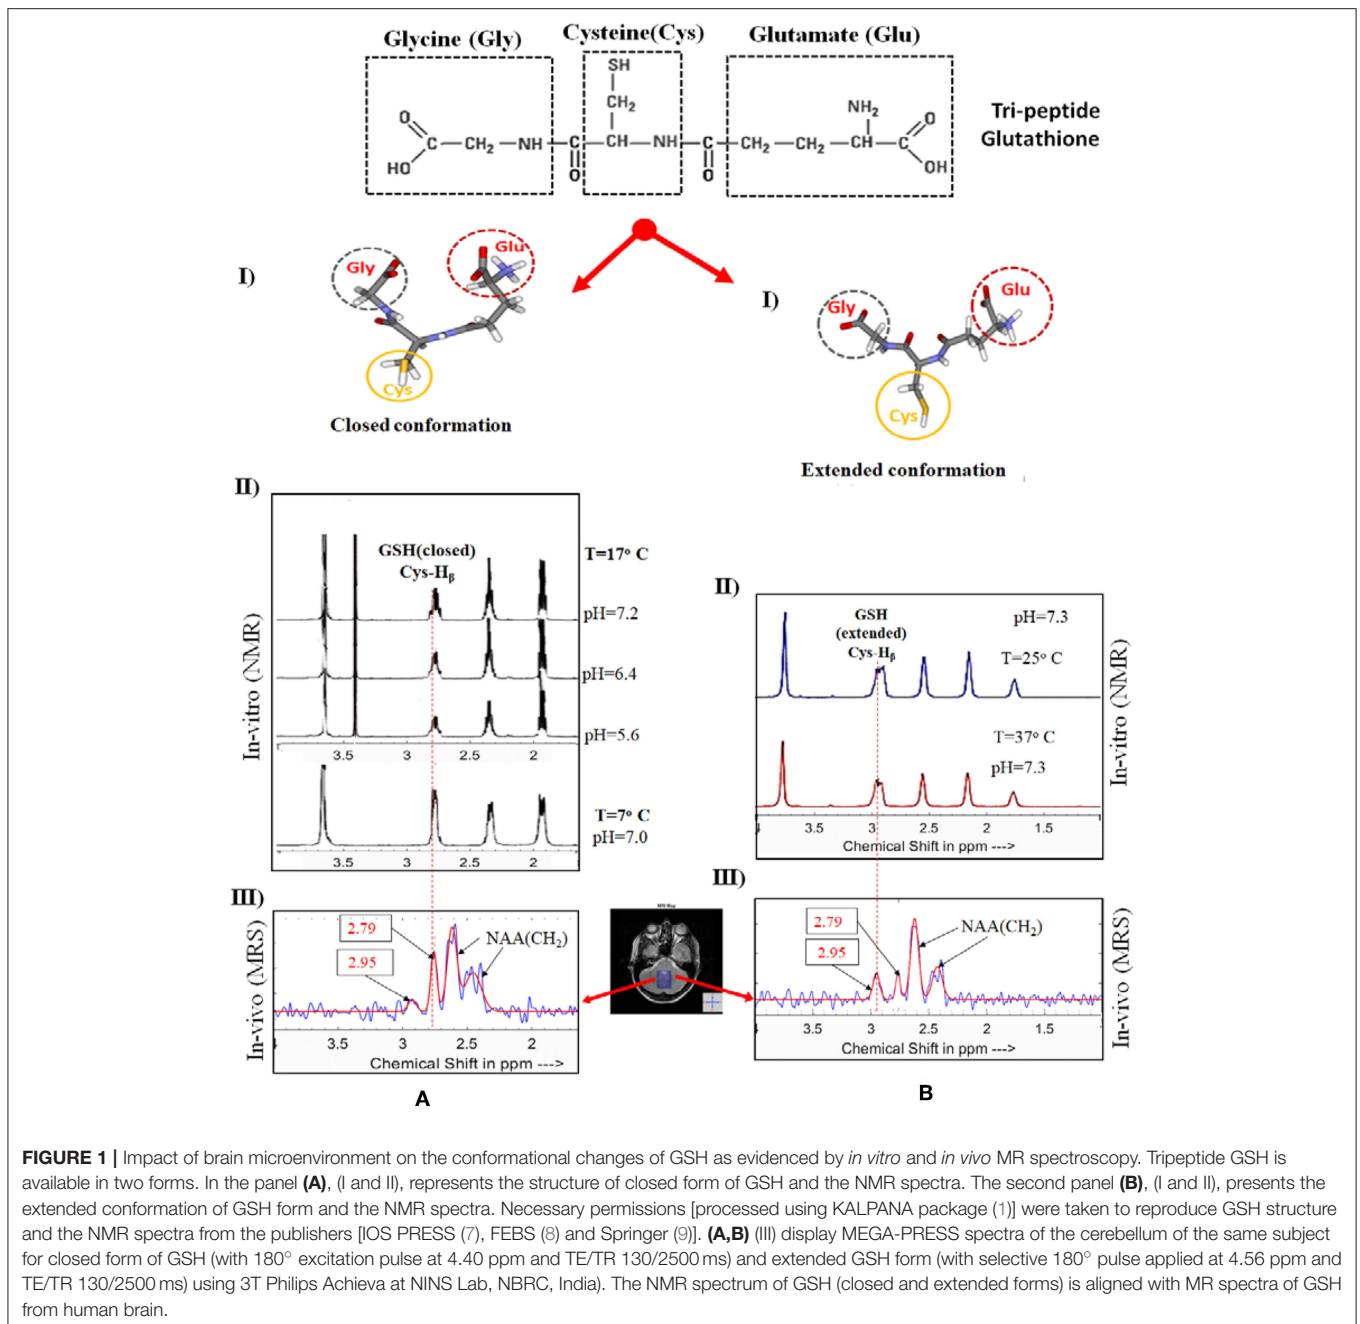 Glycine (Gly)
Cysteine(Cys)
Glutamate (Glu)
SH
CH2
NH2
O
C
CH2
NH
C
CH
NH
C
CH2
CH2
CH
C
O
HO
O
O
OH
Tri-peptide
Glutathione
I)
Gly
Glu
Cys
Closed conformation
I)
Gly
Glu
Cys
Extended conformation
II)
In-vitro (NMR)
GSH(closed)
Cys-Hβ
T=17° C
pH=7.2
pH=6.4
pH=5.6
3.5 3 2.5 2
T=7° C
pH=7.0
3.5 3 2.5 2
II)
GSH
(extended)
Cys-Hβ
pH=7.3
T=25° C
T=37° C
pH=7.3
In-vitro (NMR)
3.5 3 2.5 2 1.5
Chemical Shift in ppm --->
III)
In-vivo (MRS)
2.79
2.95
NAA(CH2)
3.5 3 2.5 2
Chemical Shift in ppm --->
A
III)
2.79
2.95
NAA(CH2)
In-vivo (MRS)
3.5 3 2.5 2
Chemical Shift in ppm --->
B
FIGURE 1 | Impact of brain microenvironment on the conformational changes of GSH as evidenced by in vitro and in vivo MR spectroscopy. Tripeptide GSH is
available in two forms. In the panel (A), (I and II), represents the structure of closed form of GSH and the NMR spectra. The second panel (B), (I and II), presents the
extended conformation of GSH form and the NMR spectra. Necessary permissions [processed using KALPANA package (1)] were taken to reproduce GSH structure
and the NMR spectra from the publishers [IOS PRESS (7), FEBS (8) and Springer (9)]. (A,B) (III) display MEGA-PRESS spectra of the cerebellum of the same subject
for closed form of GSH (with 180° excitation pulse at 4.40 ppm and TE/TR 130/2500 ms) and extended GSH form (with selective 180° pulse applied at 4.56 ppm and
TE/TR 130/2500 ms) using 3T Philips Achieva at NINS Lab, NBRC, India). The NMR spectrum of GSH (closed and extended forms) is aligned with MR spectra of GSH
from human brain.